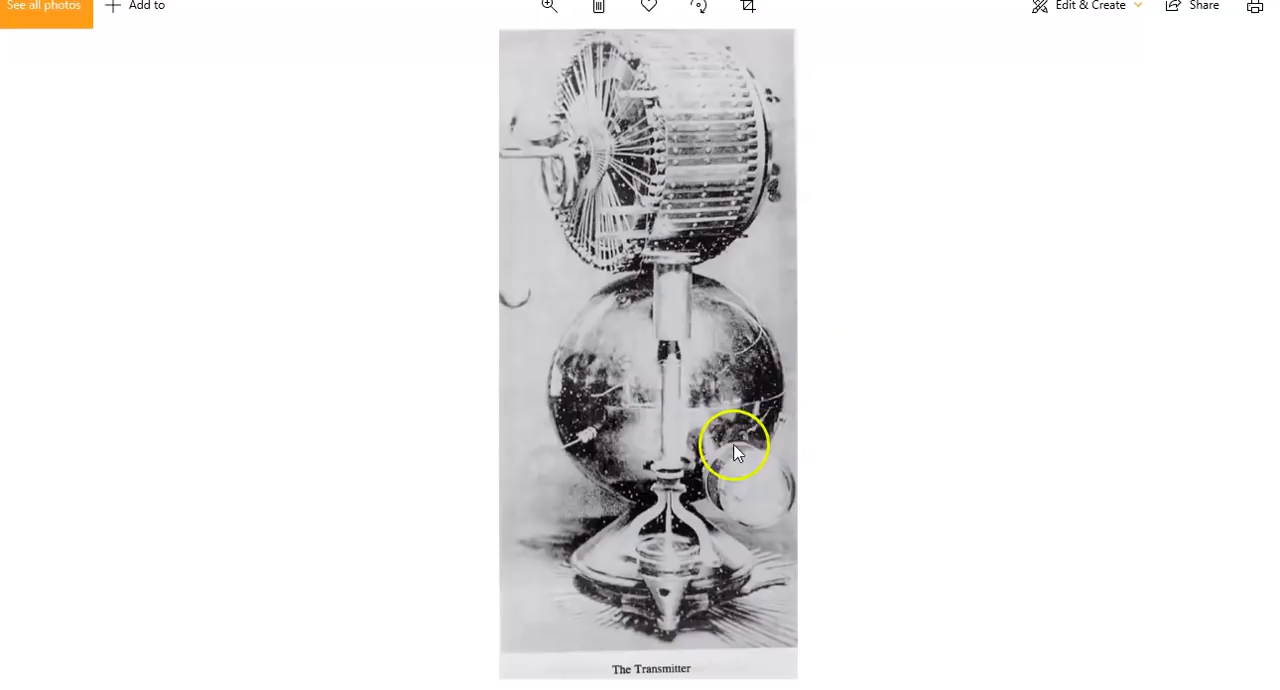 See all photos
Add to
Edit & Create
Share
The Transmitter